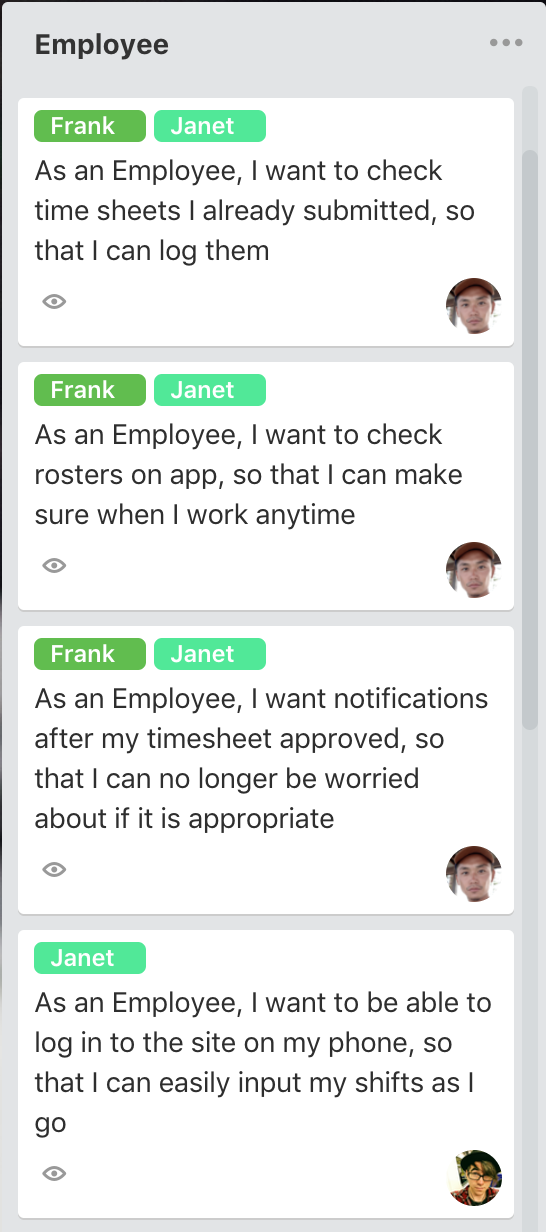 Employee
Frank Janet
As an Employee, I want to check
time sheets I already submitted, so
that I can log them
Frank Janet
As an Employee, I want to check
rosters on app, so that I can make
sure when I work anytime
Frank Janet
As an Employee, I want notifications
after my timesheet approved, so
that I can no longer be worried
about if it is appropriate
Janet
As an Employee, I want to be able to
log in to the site on my phone, so
that I can easily input my shifts as I
go